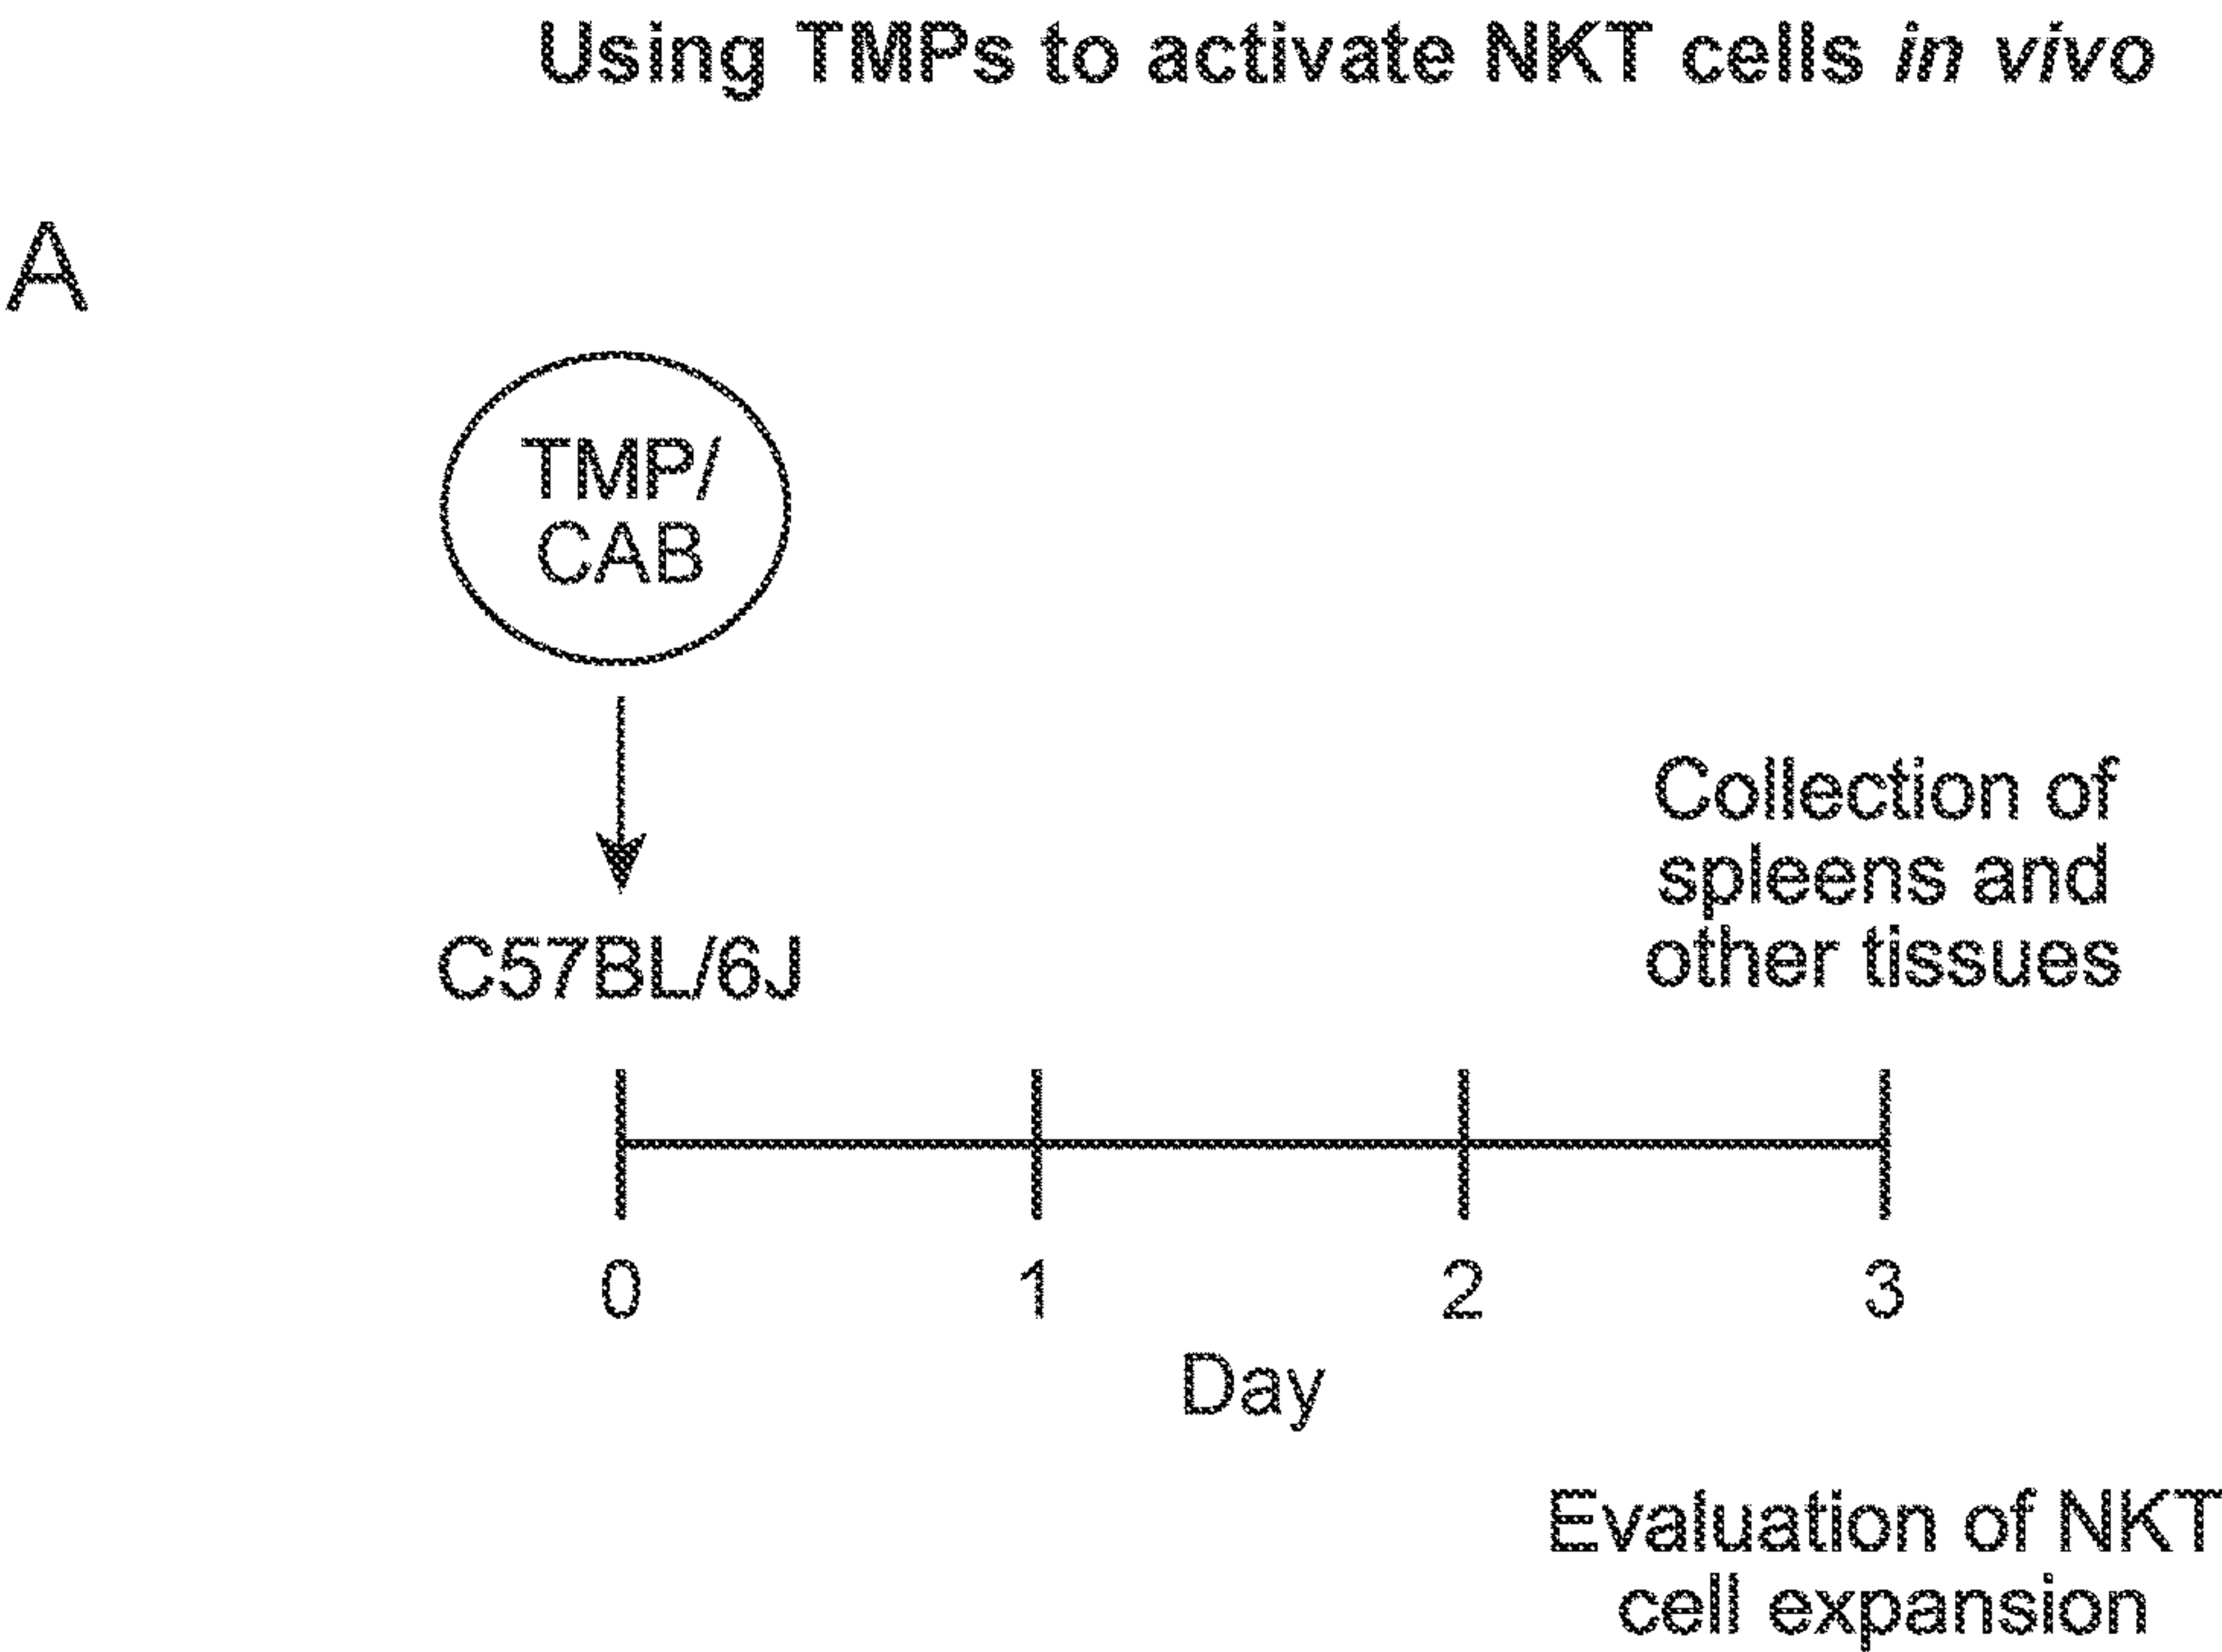 Using TMPs to activate NKT cells in vivo
A
TMP/
CAB
C57BL/6J
Collection of
spleens and
other tissues
0 1 2 3
Day
Evaluation of NKT
cell expansion